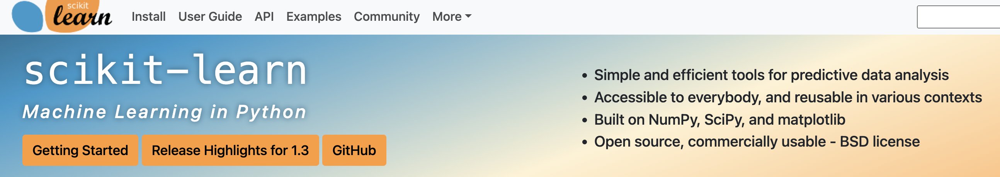 scikit
learn
Install User Guide API Examples Community More
scikit-learn
Machine Learning in Python
Getting Started Release Highlights for 1.3 GitHub
Simple and efficient tools for predictive data analysis
Accessible to everybody, and reusable in various contexts
Built on NumPy, SciPy, and matplotlib
Open source, commercially usable - BSD license